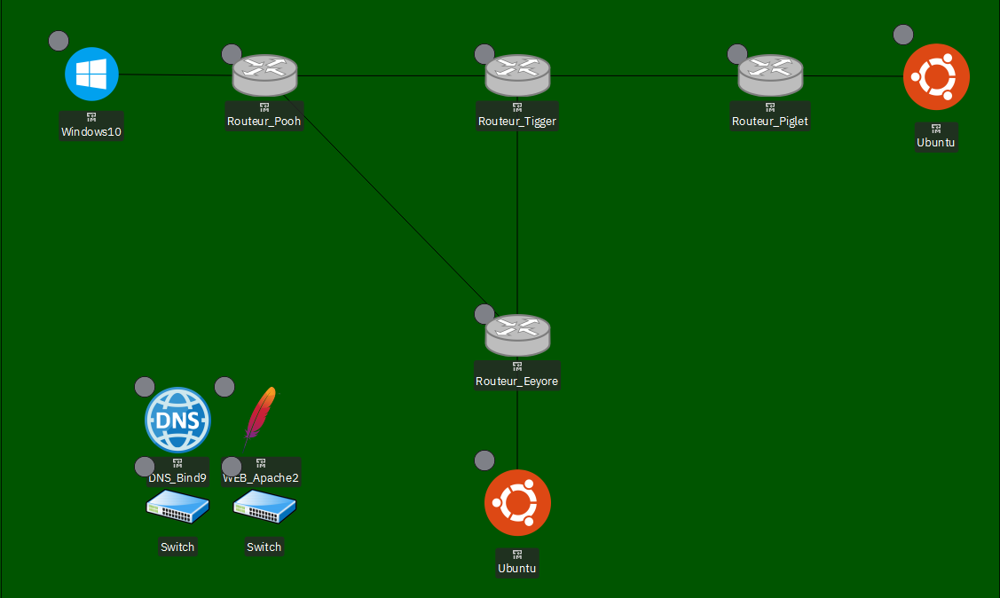 Windows10
Routeur_Pooh
Routeur_Tigger
Routeur_Piglet
Ubuntu
Routeur_Eeyore
DNS
DNS_Bind9
WEB_Apache2
Switch
Switch
Ubuntu